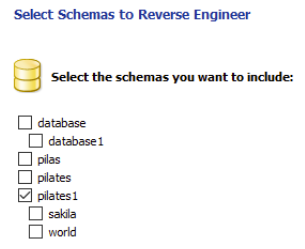 Select Schemas to Reverse Engineer
Select the schemas you want to include:
database
database1
pilas
pilates
pilates1
sakila
world